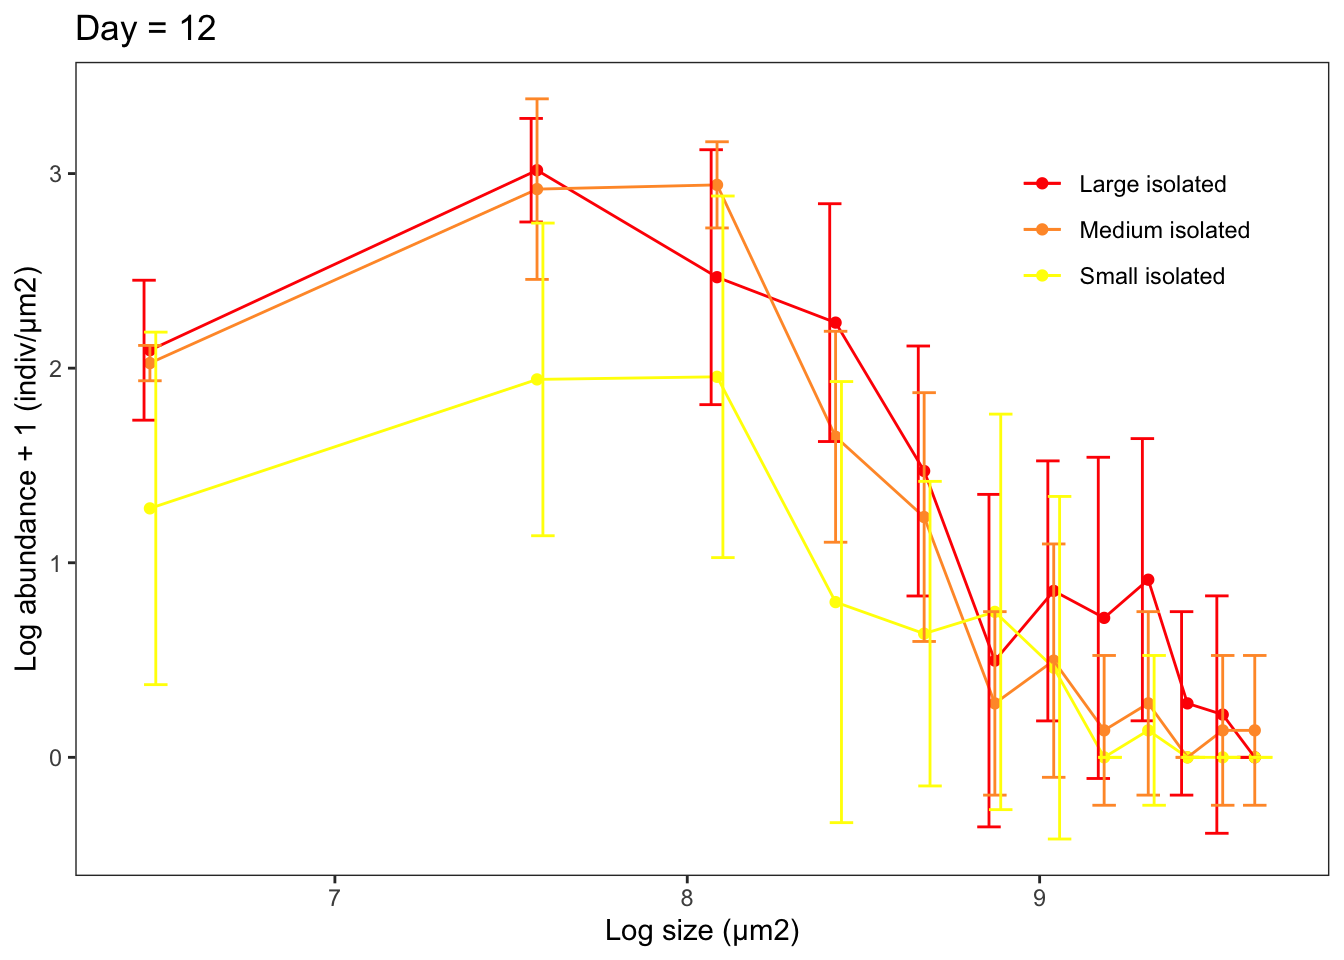 Day = 12
Log abundance + 1 (indiv/µm2)
3
2
1
0
Large isolated
Medium isolated
Small isolated
7 8 9
Log size (µm2)